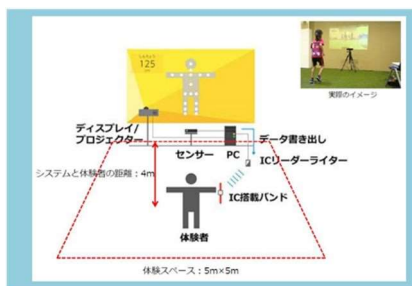 125
実際のイメージ
ディスプレイ/
プロジェクター
センサー
PC
データ書き出し
ICリーダーライター
システムと体験者の距離：4m
IC搭載バンド
体験者
体験スペース：5m×5m